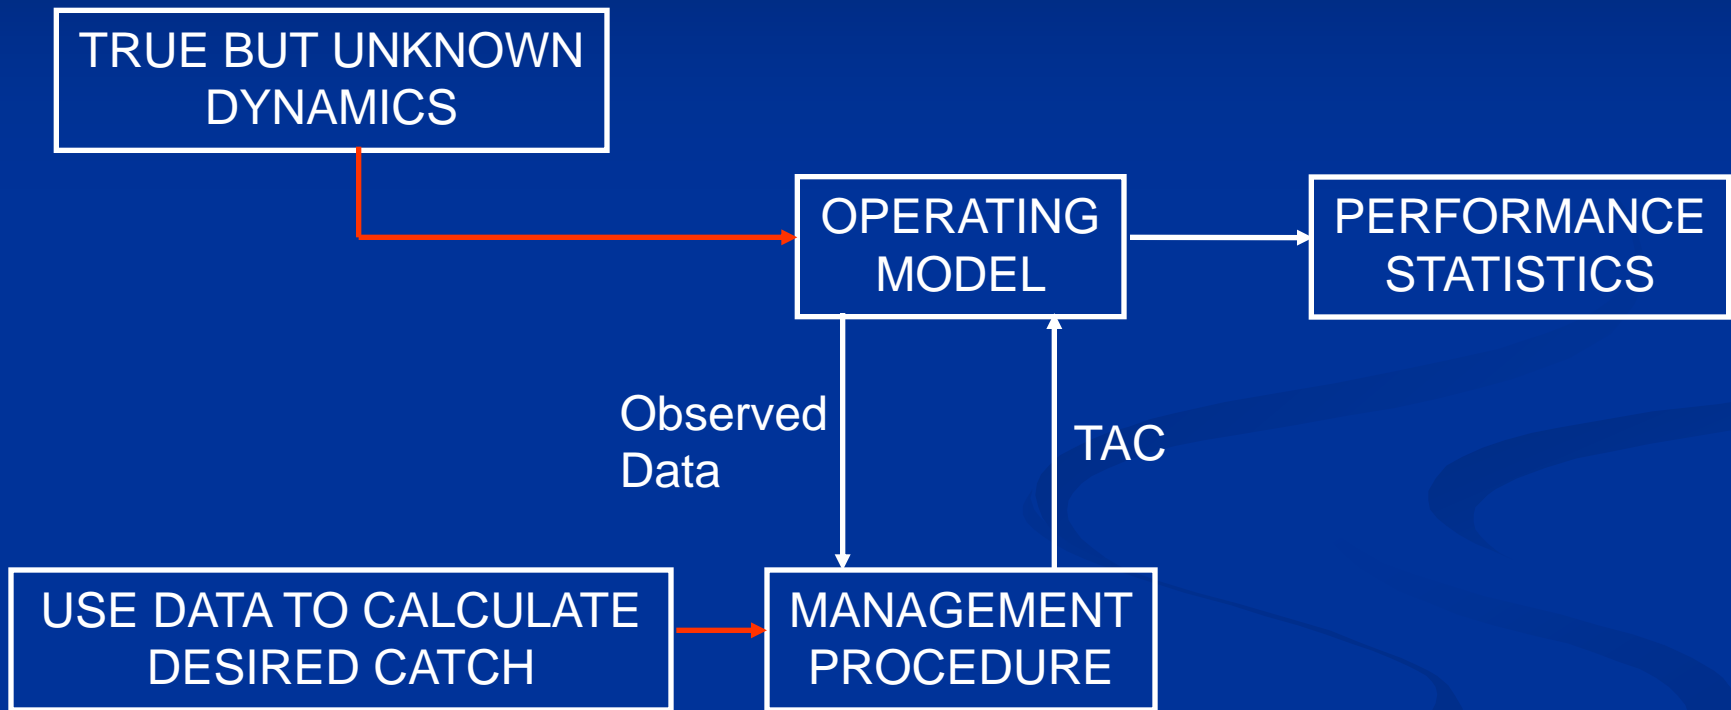 TRUE BUT UNKNOWN
DYNAMICS
OPERATING
MODEL
PERFORMANCE
STATISTICS
Observed
Data
TAC
USE DATA TO CALCULATE
DESIRED CATCH
MANAGEMENT
PROCEDURE